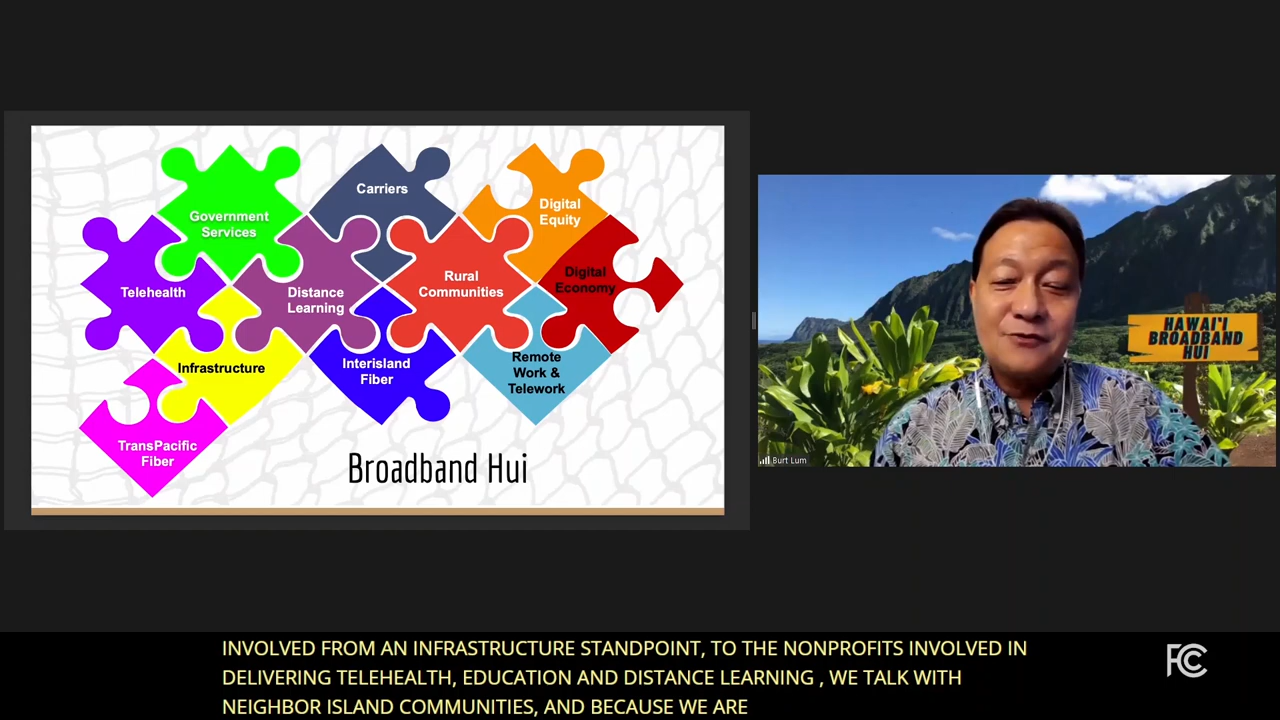 Government
Services
Carriers
Digital
Equity
Telehealth
Distance
Learning
Rural
Communities
Digital
Economy
Infrastructure
Interisland
Fiber
Remote
Work &
Telework
TransPacific
Fiber
Broadband Hui
HAWAI'I
BROADBAND
HUI
Burt Lum
INVOLVED FROM AN INFRASTRUCTURE STANDPOINT, TO THE NONPROFITS INVOLVED IN
DELIVERING TELEHEALTH, EDUCATION AND DISTANCE LEARNING , WE TALK WITH
NEIGHBOR ISLAND COMMUNITIES, AND BECAUSE WE ARE
FCC